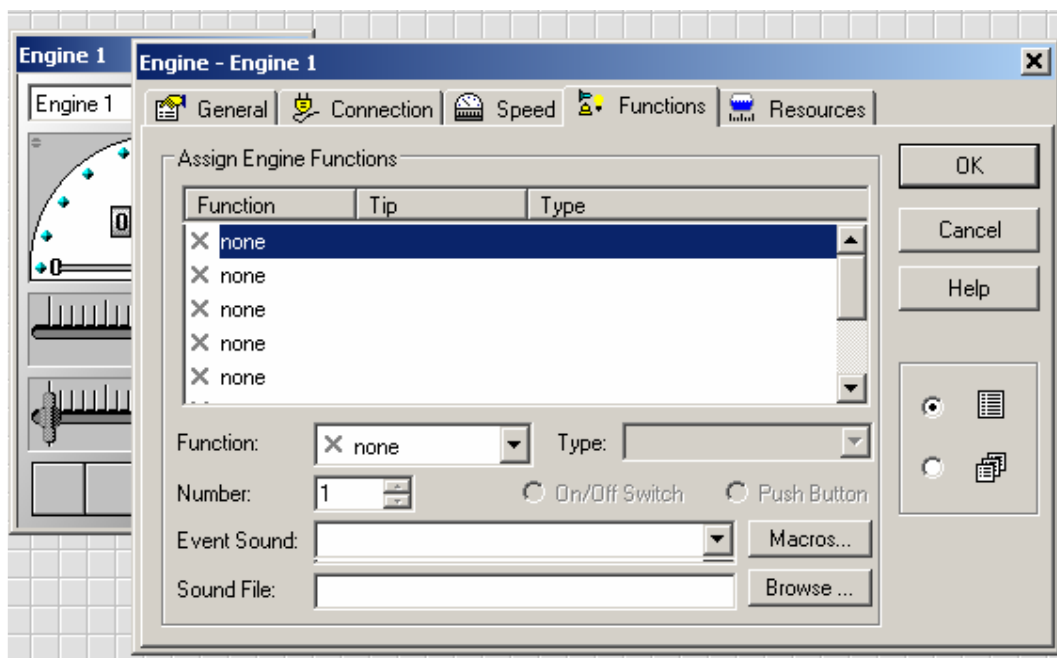 Engine 1
Engine 1
0
0
Engine - Engine 1
General Connection Speed Functions Resources
Assign Engine Functions
Function Tip Type
none
none
none
none
none
Function: none Type:
Number: 1 On/Off Switch Push Button
Event Sound: Macros...
Sound File: Browse ...
OK
Cancel
Help